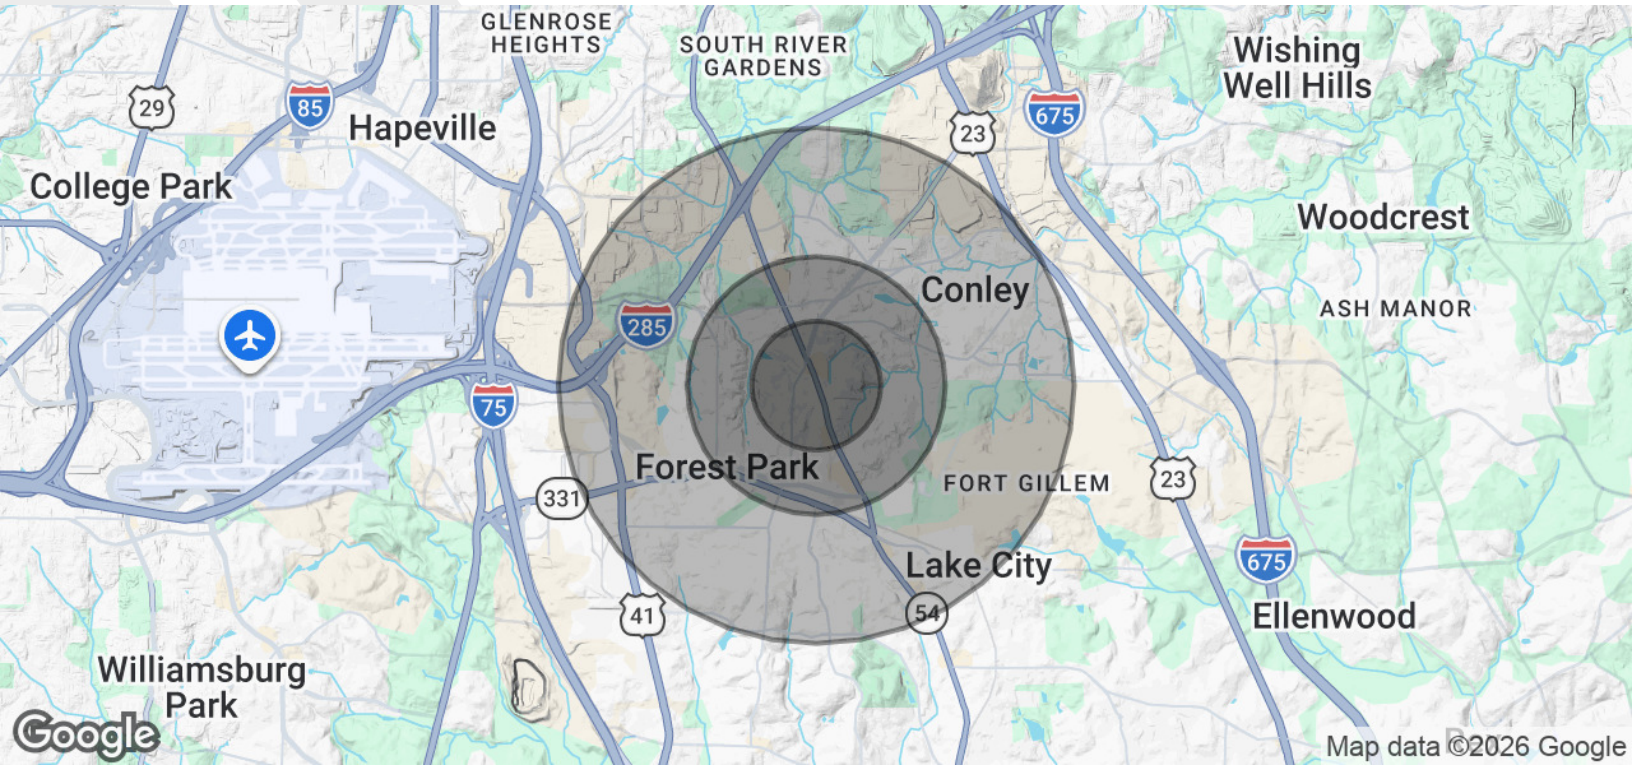 GLENROSE
HEIGHTS
SOUTH RIVER
GARDENS
Wishing
Well Hills
29
85
Hapeville
23
675
College Park
Woodcrest
Conley
ASH MANOR
285
75
Forest Park
FORT GILLEM
23
331
Lake City
675
54
41
Ellenwood
Williamsburg
Park
Google
Map data ©2026 Google